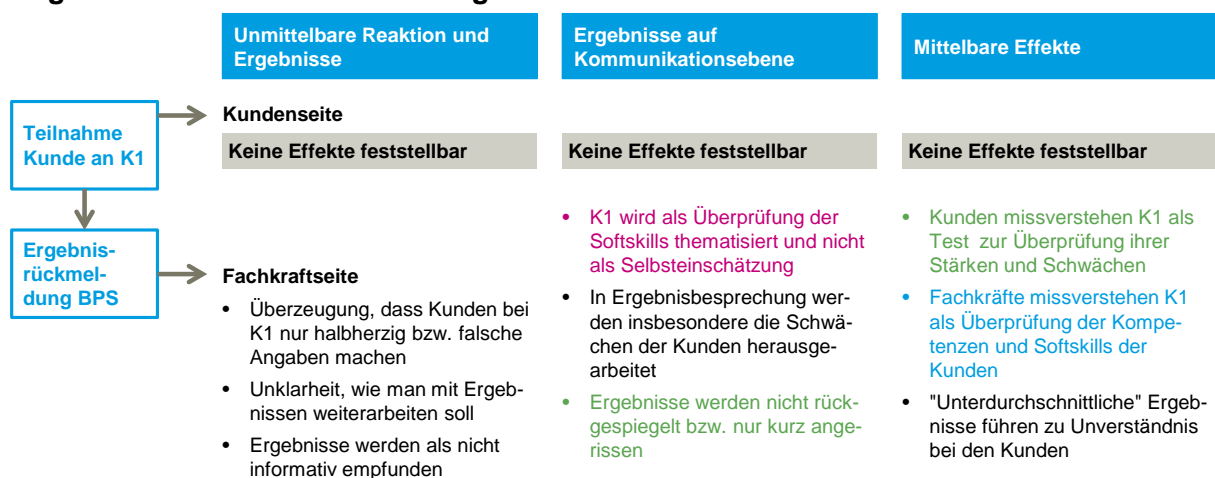 Unmittelbare Reaktion und
Ergebnisse
Ergebnisse auf
Kommunikationsebene
Mittelbare Effekte
Teilnahme
Kunde an K1
Kundenseite
Keine Effekte feststellbar
Keine Effekte feststellbar
Keine Effekte feststellbar
Ergebnis-
rückmel-
dung BPS
Fachkraftseite
• Überzeugung, dass Kunden bei
K1 nur halbherzig bzw. falsche
Angaben machen
• Unklarheit, wie man mit Ergeb-
nissen weiterarbeiten soll
• Ergebnisse werden als nicht
informativ empfunden
• K1 wird als Überprüfung der
Softskills thematisiert und nicht
als Selbsteinschätzung
• In Ergebnisbesprechung wer-
den insbesondere die Schwä-
chen der Kunden herausge-
arbeitet
• Ergebnisse werden nicht rück-
gespiegelt bzw. nur kurz ange-
rissen
• Kunden missverstehen K1 als
Test zur Überprüfung ihrer
Stärken und Schwächen
• Fachkräfte missverstehen K1
als Überprüfung der Kompe-
tenzen und Softskills der
Kunden
• "Unterdurchschnittliche" Ergeb-
nisse führen zu Unverständnis
bei den Kunden